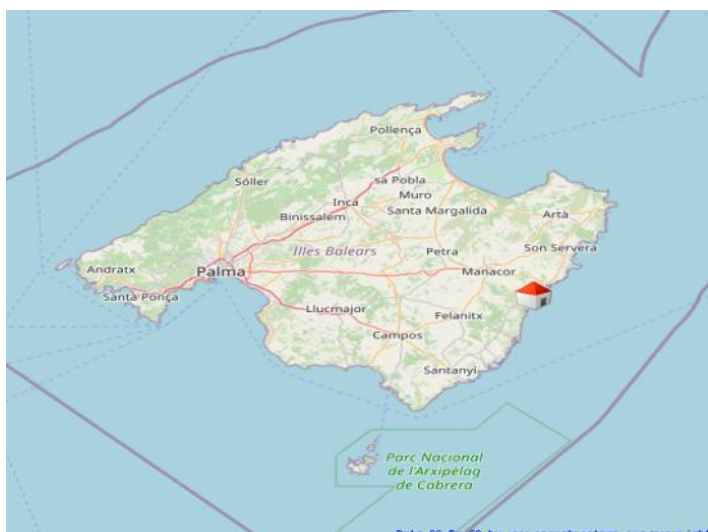 Pollença
sa Pobla
Sóller
Muro
Inca
Artà
Binissalem
Santa Margalida
Son Servera
Illes Balears
Petra
Andratx
Palma
Manacor
Santa Ponça
Llucmajor
Felanitx
Campos
Santanyí
Parc Nacional
de l'Arxipèlag
de Cabrera